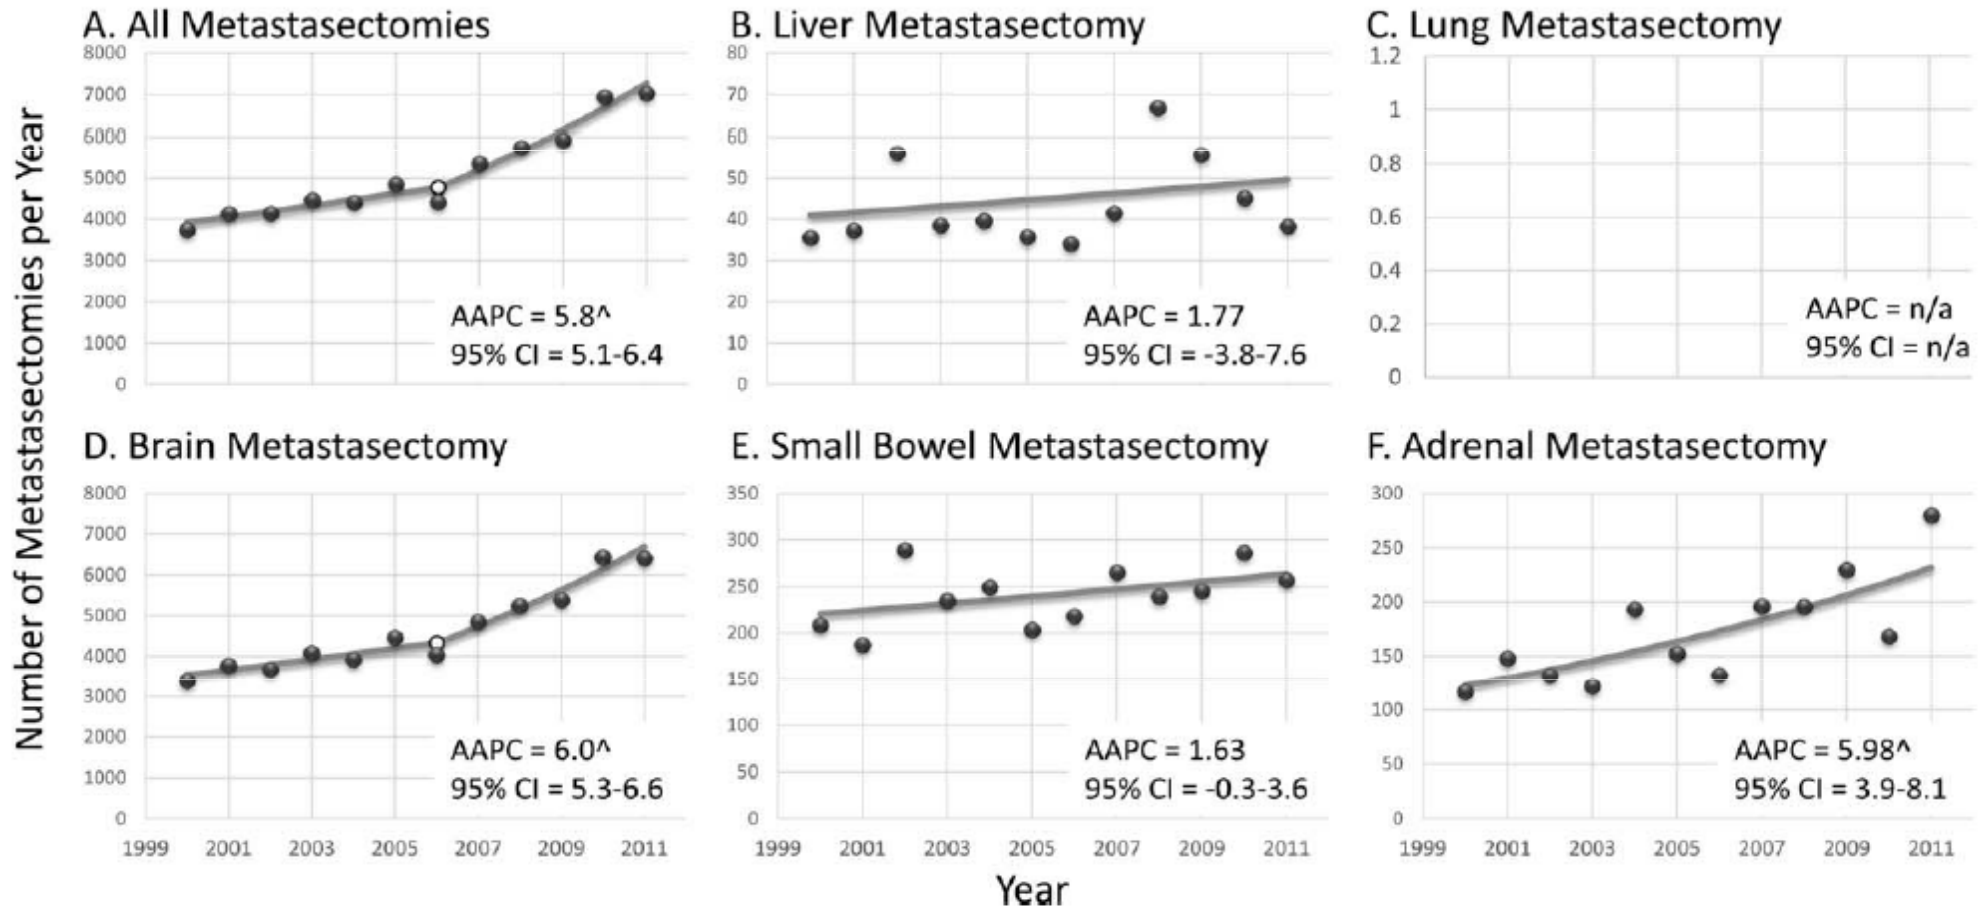 Number of Metastasectomies per Year
A. All Metastasectomies
8000
7000
6000
5000
4000
3000
2000
1000
0
AAPC = 5.8^
95% CI = 5.1-6.4
B. Liver Metastasectomy
80
70
60
50
40
30
20
10
0
AAPC = 1.77
95% CI = -3.8-7.6
C. Lung Metastasectomy
1.2
1
0.8
0.6
0.4
0.2
0
AAPC = n/a
95% CI = n/a
D. Brain Metastasectomy
8000
7000
6000
5000
4000
3000
2000
1000
0
AAPC = 6.0^
95% CI = 5.3-6.6
1999 2001 2003 2005 2007 2009 2011
E. Small Bowel Metastasectomy
350
300
250
200
150
100
50
0
AAPC = 1.63
95% CI = -0.3-3.6
1999 2001 2003 2005 2007 2009 2011
F. Adrenal Metastasectomy
300
250
200
150
100
50
0
AAPC = 5.98^
95% CI = 3.9-8.1
1999 2001 2003 2005 2007 2009 2011
Year